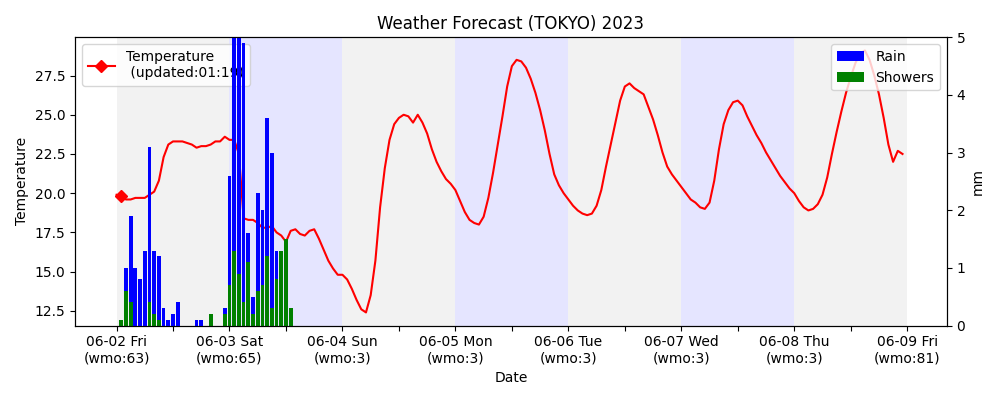 Weather Forecast (TOKYO) 2023
Temperature
Temperature
Rain
Showers
27.5
25.0
22.5
20.0
17.5
15.0
12.5
5
4
3
2
1
0
mm
06-02 Fri
(wmo:63)
06-03 Sat
(wmo:65)
06-04 Sun
(wmo:3)
06-05 Mon
(wmo:3)
06-06 Tue
(wmo:3)
06-07 Wed
(wmo:3)
06-08 Thu
(wmo:3)
06-09 Fri
(wmo:81)
Date